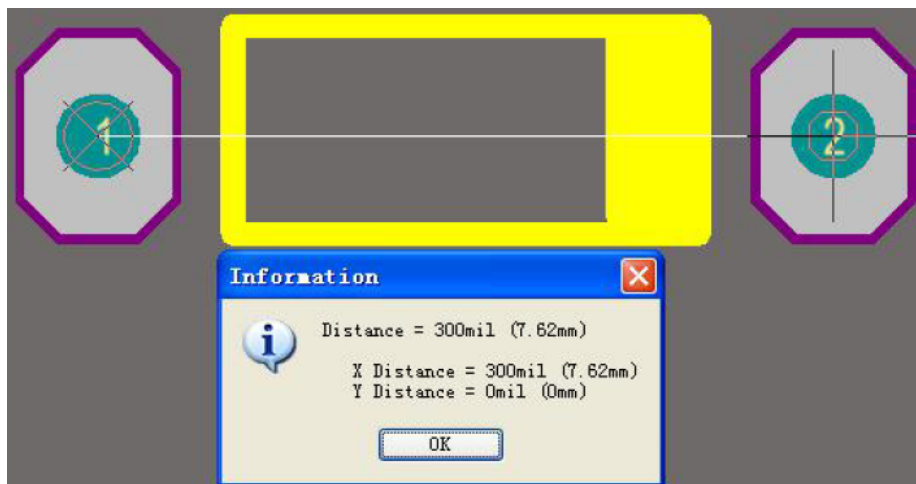 1
2
Information
Distance = 300mil (7.62mm)
X Distance = 300mil (7.62mm)
Y Distance = 0mil (0mm)
OK